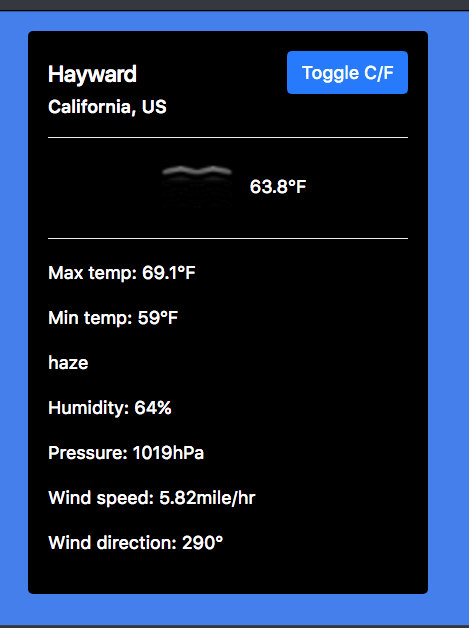 Hayward
Toggle C/F
California, US
63.8°F
Max temp: 69.1°F
Min temp: 59°F
haze
Humidity: 64%
Pressure: 1019hPa
Wind speed: 5.82mile/hr
Wind direction: 290°